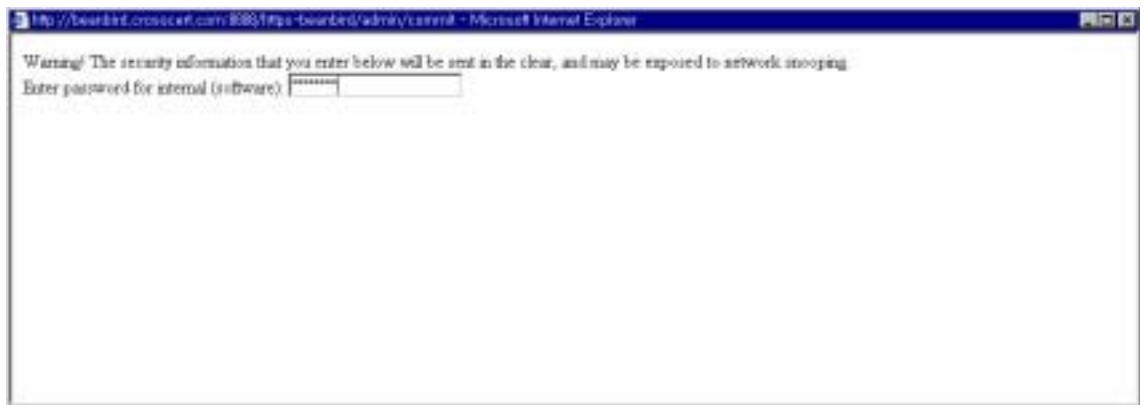 http://beanbird.crosscert.com:8888/https-beanbird/admin/commit - Microsoft Internet Explorer
Warning! The security information that you enter below will be sent in the clear, and may be exposed to network snooping.
Enter password for internal (software): ********